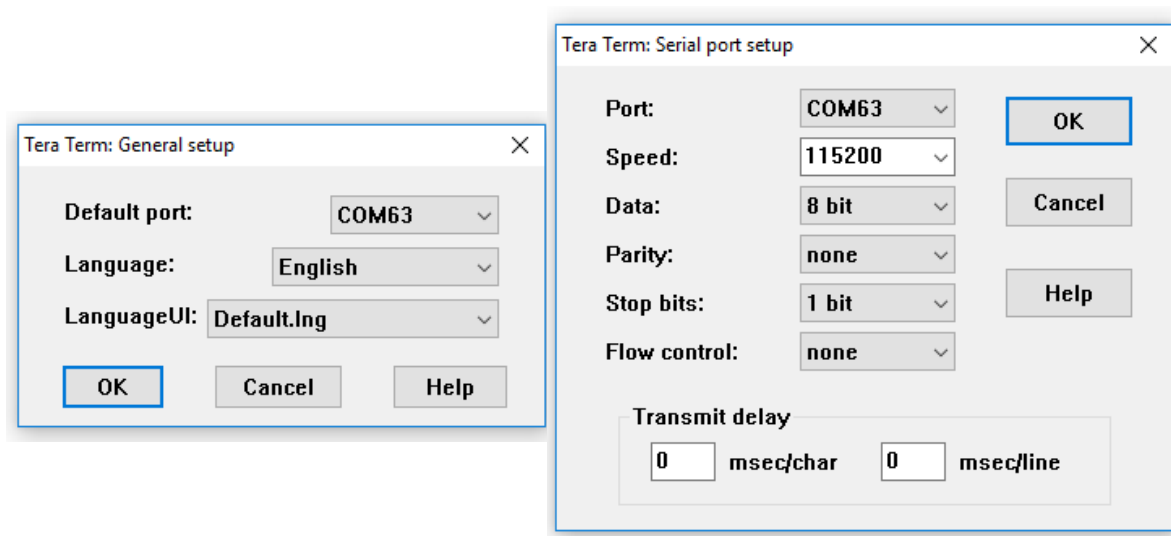 Tera Term: General setup
Default port: COM63
Language: English
LanguageUI: Default.lng
OK Cancel Help
Tera Term: Serial port setup
Port: COM63 OK
Speed: 115200
Data: 8 bit Cancel
Parity: none
Stop bits: 1 bit Help
Flow control: none
Transmit delay
0 msec/char 0 msec/line